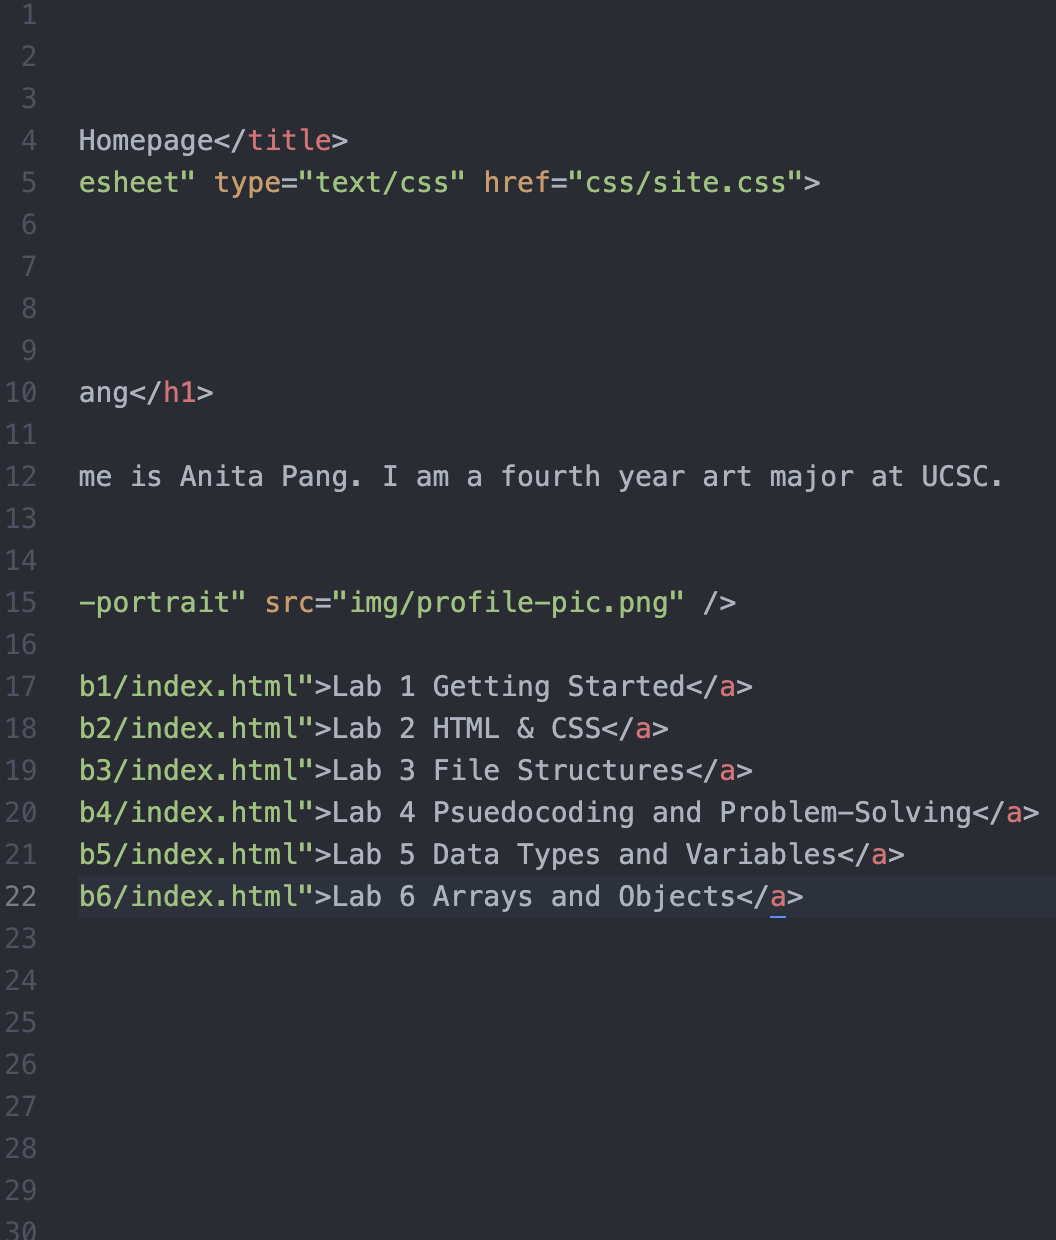 1
2
3
4 Homepage</title>
5 esheet" type="text/css" href="css/site.css">
6
7
8
9
10 ang</h1>
11
12 me is Anita Pang. I am a fourth year art major at UCSC.
13
14
15 -portrait" src="img/profile-pic.png" />
16
17 b1/index.html">Lab 1 Getting Started</a>
18 b2/index.html">Lab 2 HTML & CSS</a>
19 b3/index.html">Lab 3 File Structures</a>
20 b4/index.html">Lab 4 Psuedocoding and Problem-Solving</a>
21 b5/index.html">Lab 5 Data Types and Variables</a>
22 b6/index.html">Lab 6 Arrays and Objects</a>
23
24
25
26
27
28
29
30